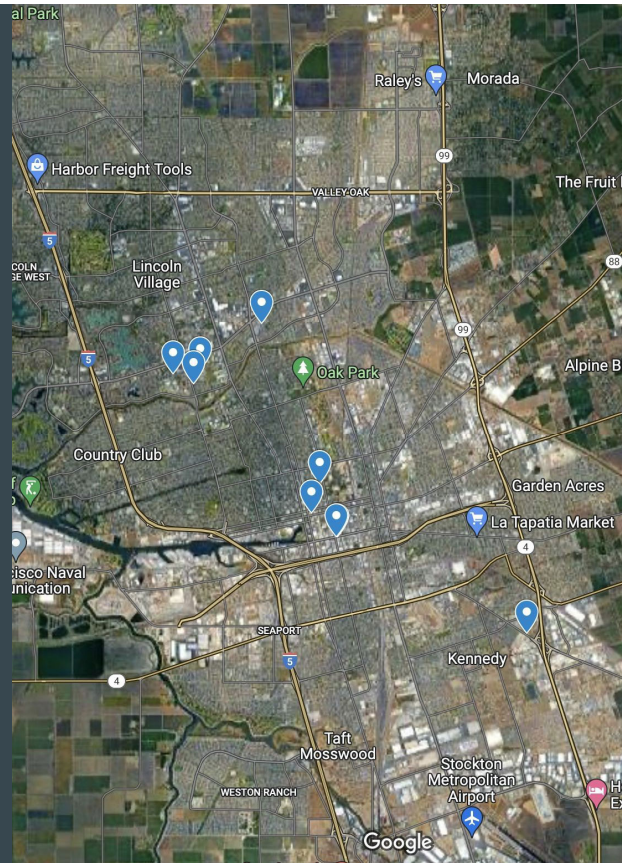 al Park
Raley's
Morada
99
Harbor Freight Tools
VALLEY OAK
The Fruit
5
88
COLN
GE WEST
Lincoln
Village
99
5
Oak Park
Alpine B
Country Club
f
Garden Acres
La Tapatia Market
4
cisco Naval
unication
SEAPORT
5
Kennedy
4
Taft
Mosswood
Stockton
Metropolitan
Airport
WESTON RANCH
H
Ex
Google